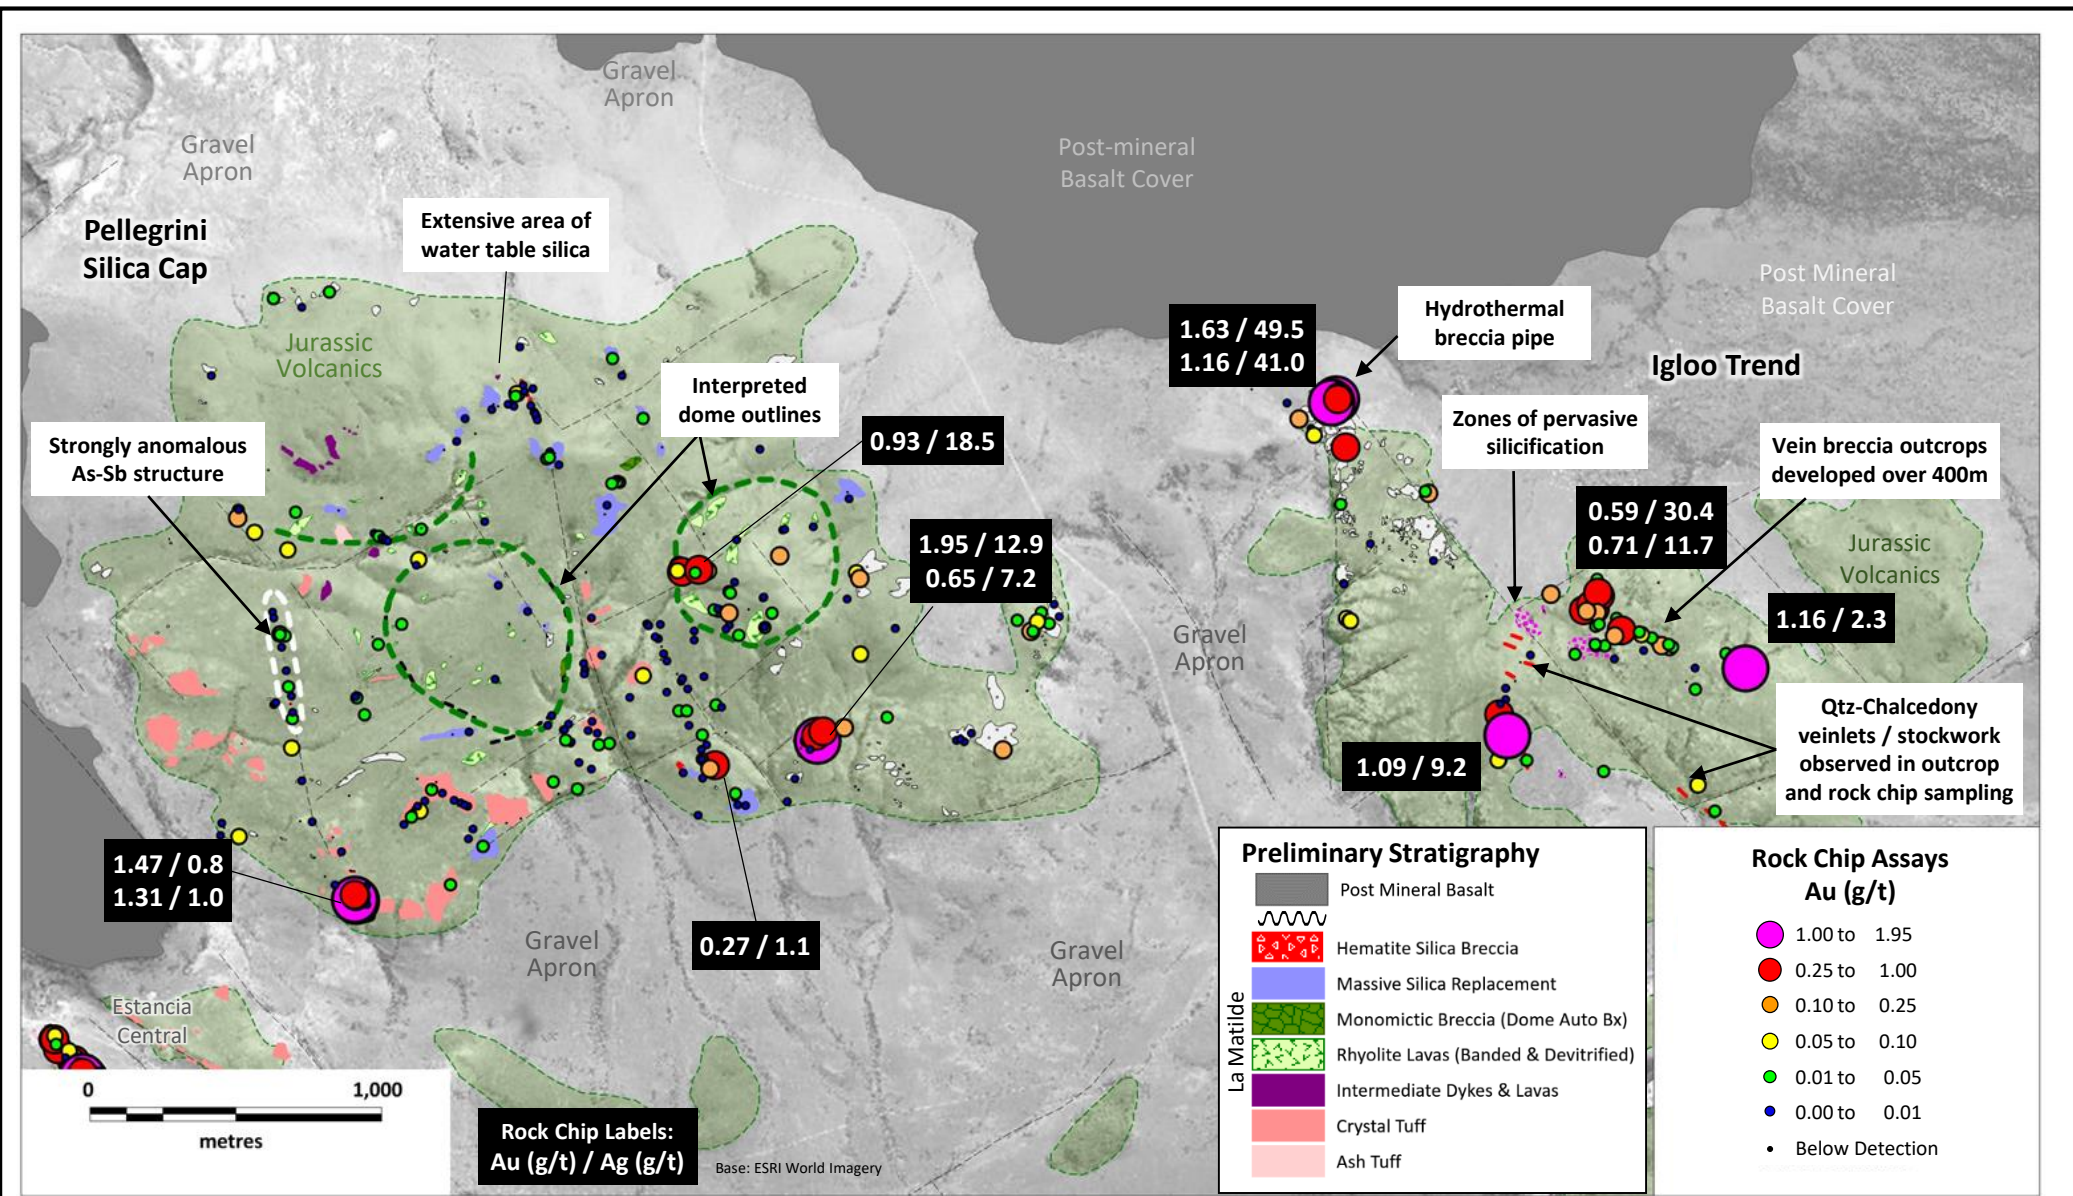 Gravel
Apron
Gravel
Apron
Post-mineral
Basalt Cover
Pellegrini
Silica Cap
Extensive area of
water table silica
Post Mineral
Basalt Cover
Jurassic
Volcanics
1.63 / 49.5
1.16 / 41.0
Hydrothermal
breccia pipe
Igloo Trend
Interpreted
dome outlines
Strongly anomalous
As-Sb structure
0.93 / 18.5
Zones of pervasive
silicification
Vein breccia outcrops
developed over 400m
1.95 / 12.9
0.65 / 7.2
0.59 / 30.4
0.71 / 11.7
Jurassic
Volcanics
Gravel
Apron
1.16 / 2.3
Qtz-Chalcedony
veinlets / stockwork
observed in outcrop
and rock chip sampling
1.09 / 9.2
1.47 / 0.8
1.31 / 1.0
0.27 / 1.1
Gravel
Apron
Gravel
Apron
Estancia
Central
0 1,000
metres
Rock Chip Labels:
Au (g/t) / Ag (g/t)
Base: ESRI World Imagery
Preliminary Stratigraphy
Post Mineral Basalt
La Matilde
Hematite Silica Breccia
Massive Silica Replacement
Monomictic Breccia (Dome Auto Bx)
Rhyolite Lavas (Banded & Devitrified)
Intermediate Dykes & Lavas
Crystal Tuff
Ash Tuff
Rock Chip Assays
Au (g/t)
1.00 to 1.95
0.25 to 1.00
0.10 to 0.25
0.05 to 0.10
0.01 to 0.05
0.00 to 0.01
Below Detection